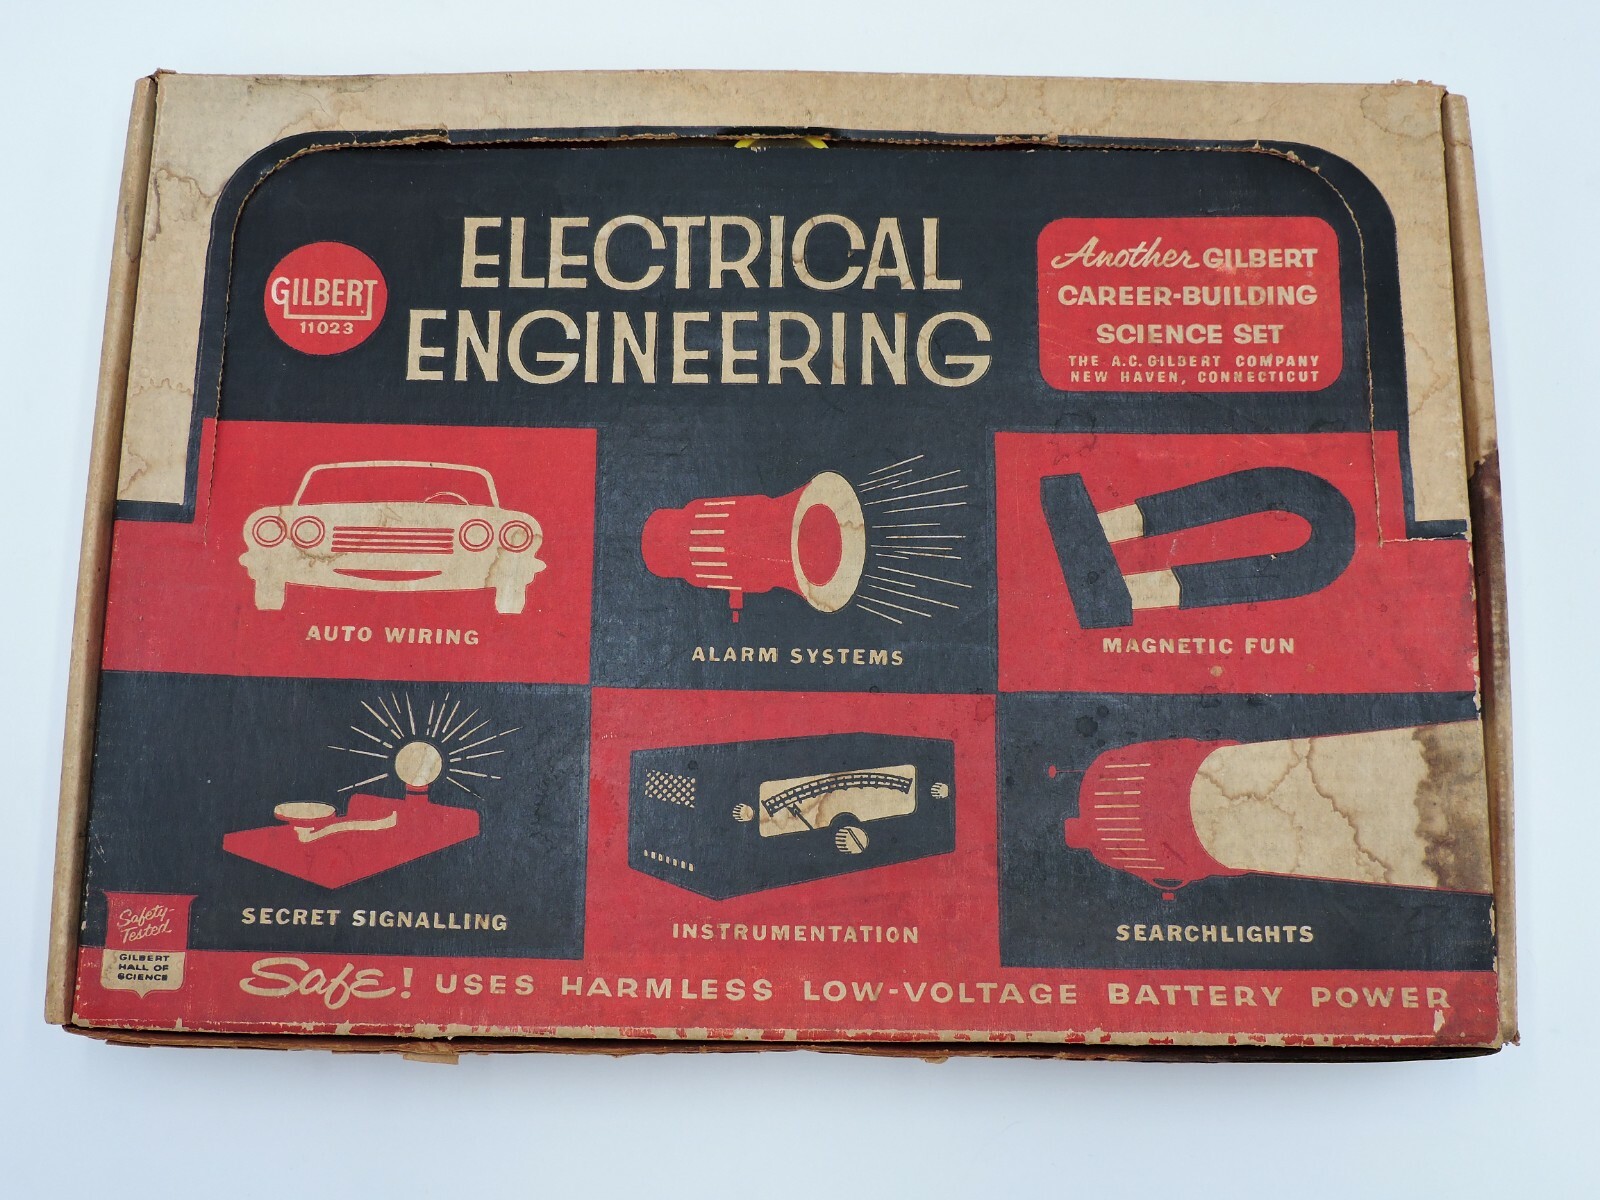 GILBERT
11023
ELECTRICAL
ENGINEERING
Another GILBERT
CAREER-BUILDING
SCIENCE SET
THE A.C. GILBERT COMPANY
NEW HAVEN, CONNECTICUT
AUTO WIRING
ALARM SYSTEMS
MAGNETIC FUN
SECRET SIGNALLING
INSTRUMENTATION
SEARCHLIGHTS
Safety-
Tested
GILBERT
HALL OF
SCIENCE
Safe! USES HARMLESS LOW-VOLTAGE BATTERY POWER